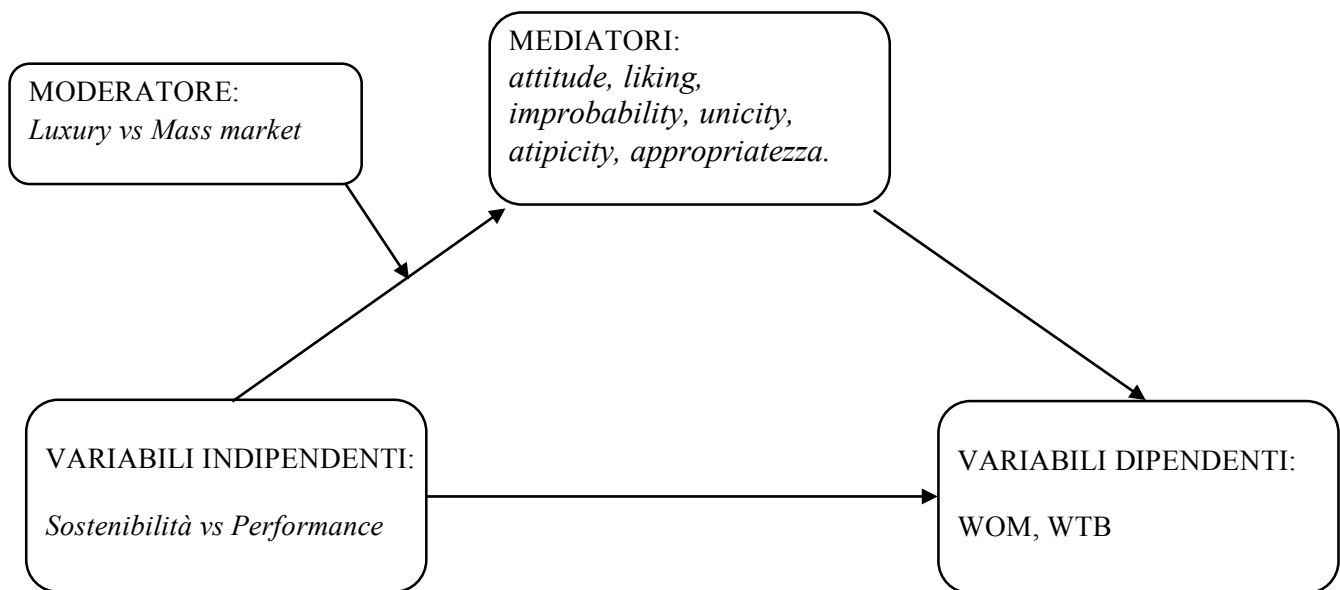 MODERATORE:
Luxury vs Mass market
MEDIATORI:
attitude, liking,
improbability, unicity,
atipicity, appropriatezza.
VARIABILI INDIPENDENTI:
Sostenibilità vs Performance
VARIABILI DIPENDENTI:
WOM, WTB